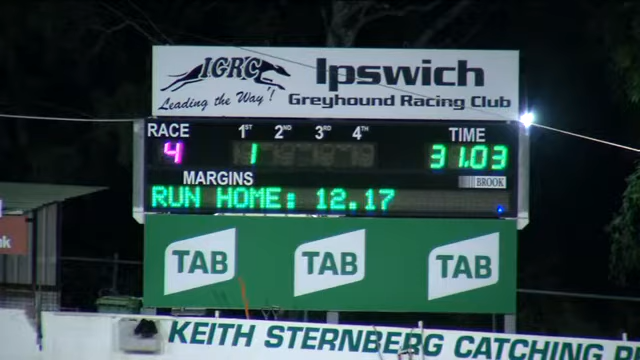 IGRC
Leading the Way!
Ipswich
Greyhound Racing Club
RACE 1ST 2ND 3RD 4TH TIME
4 1 31.03
MARGINS BROOK
RUN HOME: 12.17
TAB TAB TAB
KEITH STERNBERG CATCHING